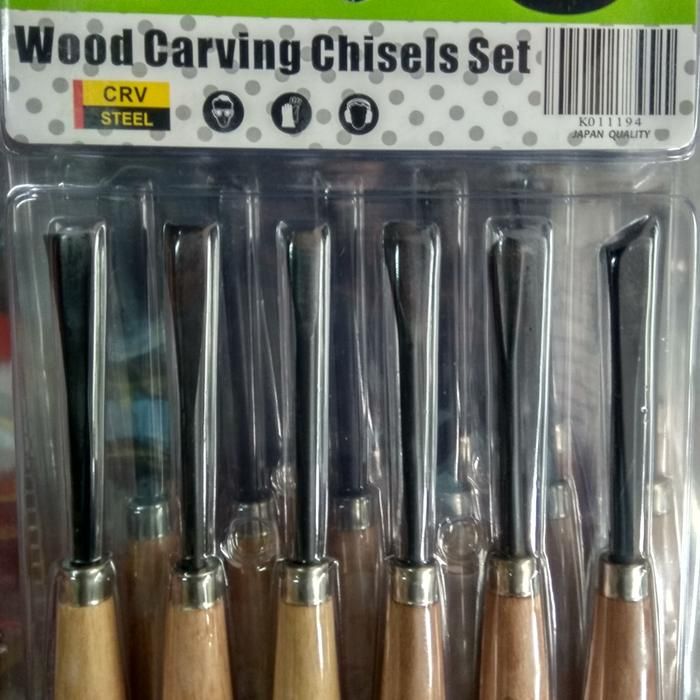 Wood Carving Chisels Set
CRV
STEEL
K011194
JAPAN QUALITY